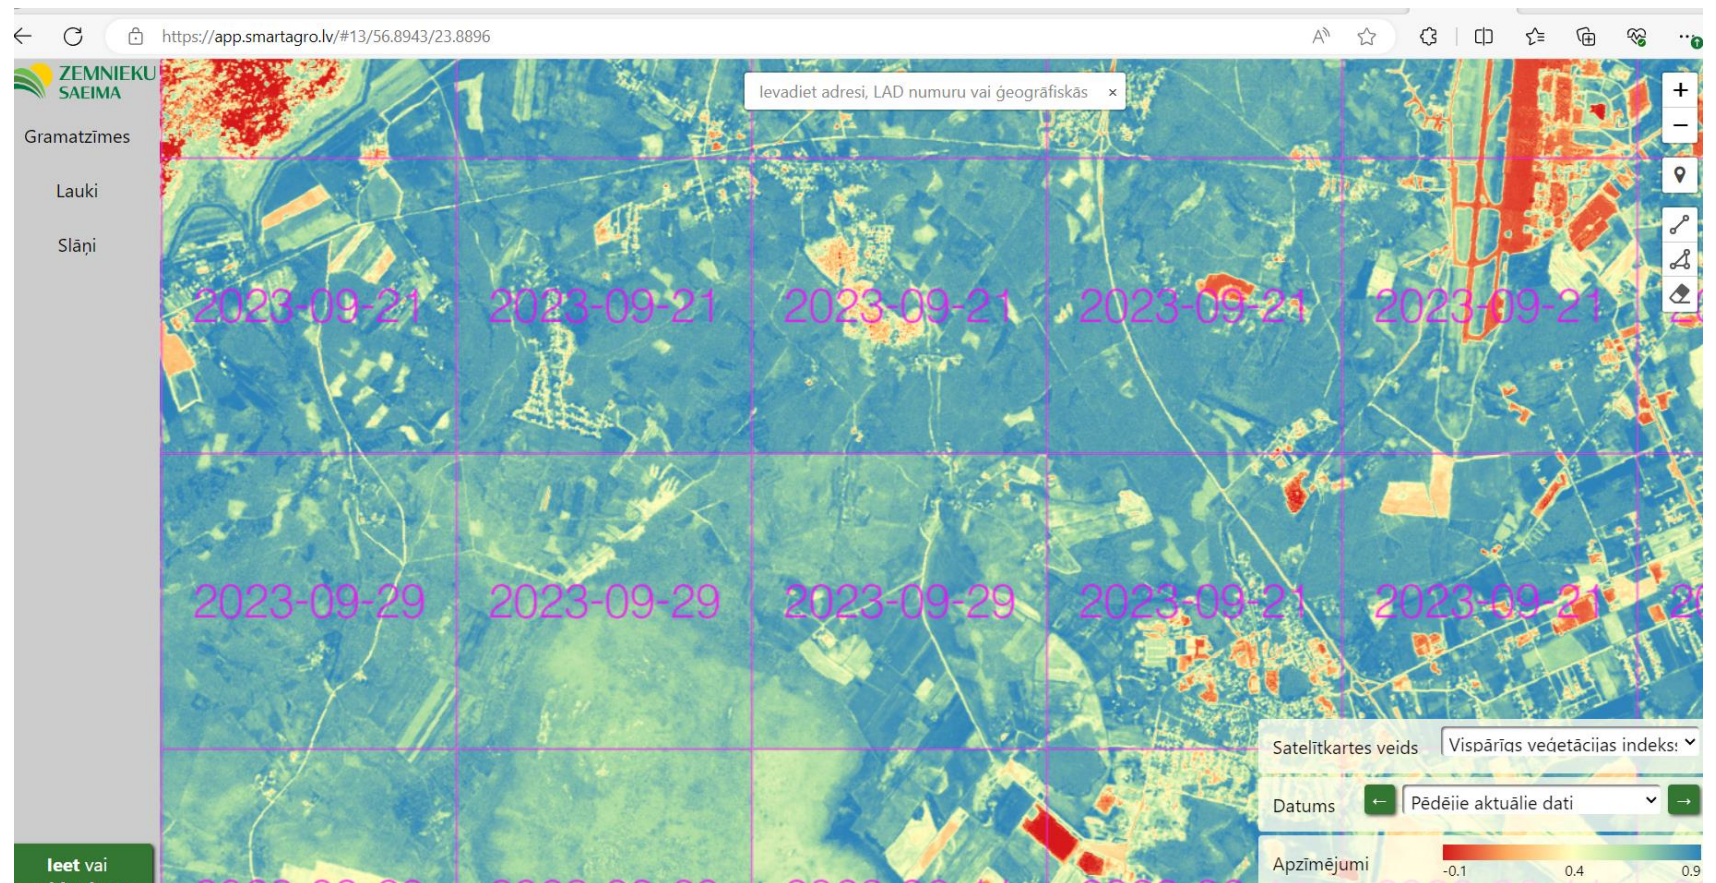 https://app.smartagro.lv/#13/56.8943/23.8896
ZEMNIEKU
SAEIMA
Ievadiet adresi, LAD numuru vai ģeogrāfiskās ×
+
−
Gramatzīmes
Lauki
Slāņi
2023-09-21 2023-09-21 2023-09-21 2023-09-21 2023-09-21
2023-09-29 2023-09-29 2023-09-29 2023-09-21 2023-09-21
Satelītkartes veids Vispārīgs veģetācijas indeks
Datums ← Pēdējie aktuālie dati →
Apzīmējumi
-0.1 0.4 0.9
Ieet vai